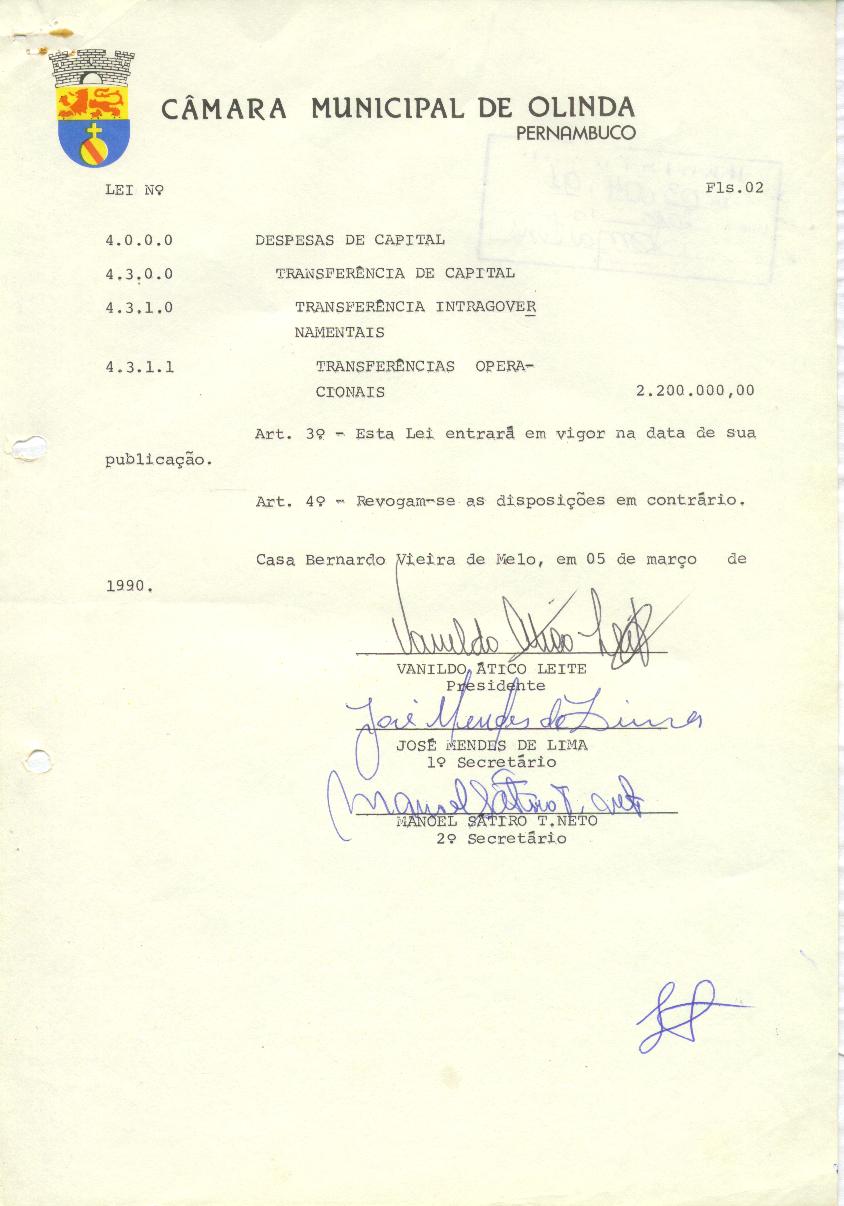 CÂMARA MUNICIPAL DE OLINDA
PERNAMBUCO
LEI Nº Fls.02
4.0.0.0 DESPESAS DE CAPITAL
4.3.0.0 TRANSFERÊNCIA DE CAPITAL
4.3.1.0 TRANSFERÊNCIA INTRAGOVER
NAMENTAIS
4.3.1.1 TRANSFERÊNCIAS OPERA-
CIONAIS 2.200.000,00
Art. 3º - Esta Lei entrará em vigor na data de sua
publicação.
Art. 4º - Revogam-se as disposições em contrário.
Casa Bernardo Vieira de Melo, em 05 de março de
1990.
Vanildo Ático Leite
VANILDO ÁTICO LEITE
Presidente
José Mendes de Lima
JOSÉ MENDES DE LIMA
1º Secretário
Manoel Sátiro T. Neto
MANOEL SÁTIRO T.NETO
2º Secretário